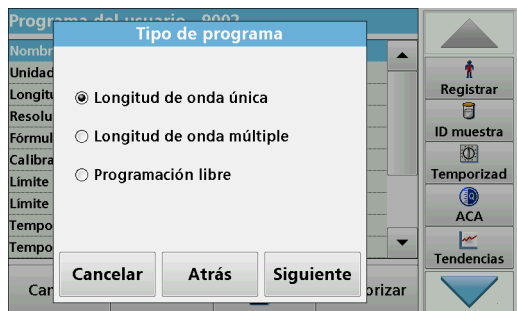 Programa del usuario 9002
Tipo de programa
Nombr
Unidad
Longitu
Resolu
Fórmul
Calibra
Límite
Límite
Tempo
Tempo
Longitud de onda única
Longitud de onda múltiple
Programación libre
Cancelar
Atrás
Siguiente
Can
orizar
Registrar
ID muestra
Temporizad
ACA
Tendencias